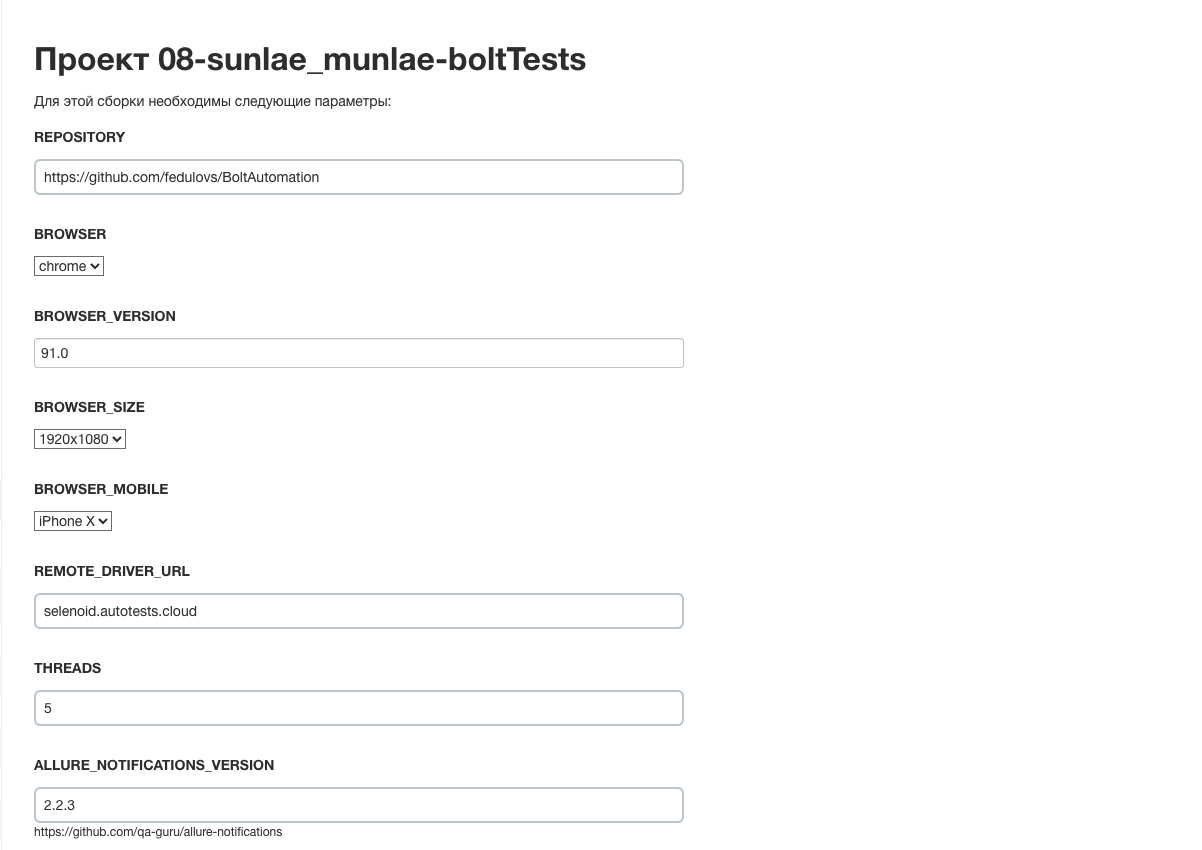 Проект 08-sunlae_munlae-boltTests
Для этой сборки необходимы следующие параметры:
REPOSITORY
https://github.com/fedulovs/BoltAutomation
BROWSER
chrome
BROWSER_VERSION
91.0
BROWSER_SIZE
1920x1080
BROWSER_MOBILE
iPhone X
REMOTE_DRIVER_URL
selenoid.autotests.cloud
THREADS
5
ALLURE_NOTIFICATIONS_VERSION
2.2.3
https://github.com/qa-guru/allure-notifications